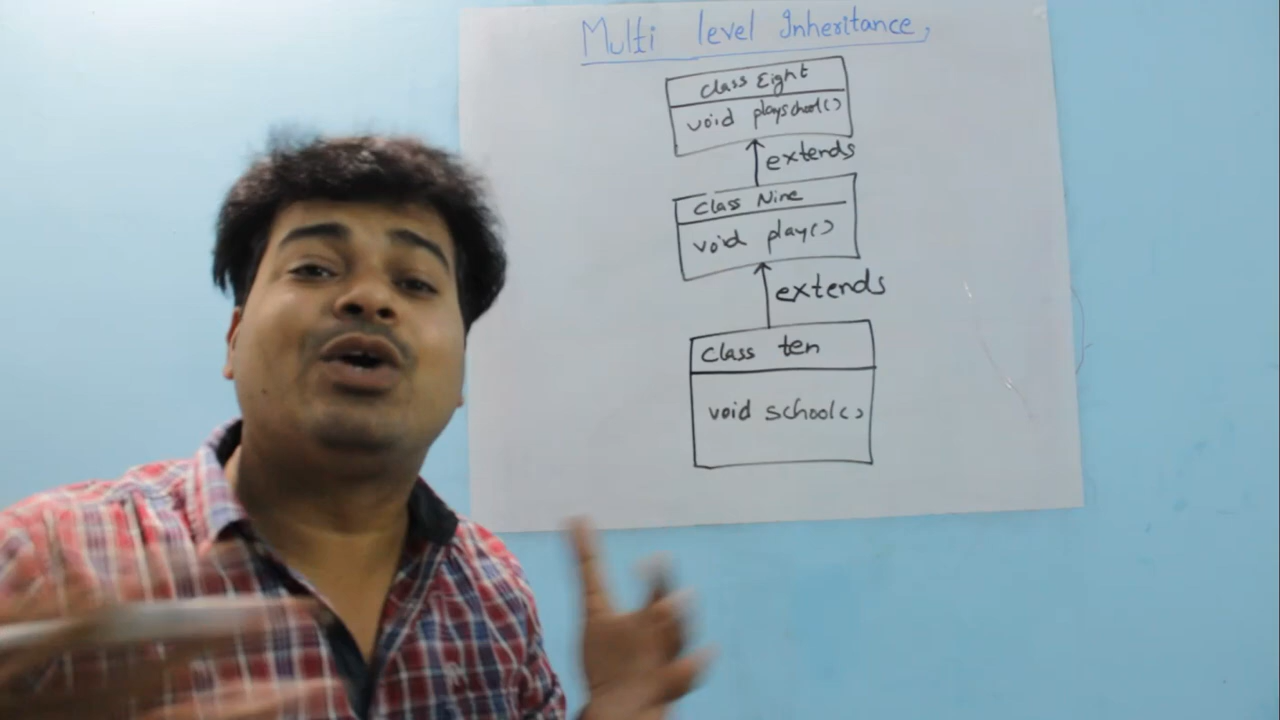 Multi level Inheritance,
class Eight
void playschool()
extends
class Nine
void play()
extends
class ten
void school()